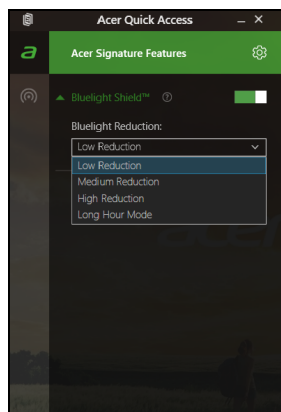 Acer Quick Access
a
Acer Signature Features
Bluelight Shield™ ?
Bluelight Reduction:
Low Reduction
Low Reduction
Medium Reduction
High Reduction
Long Hour Mode
acer